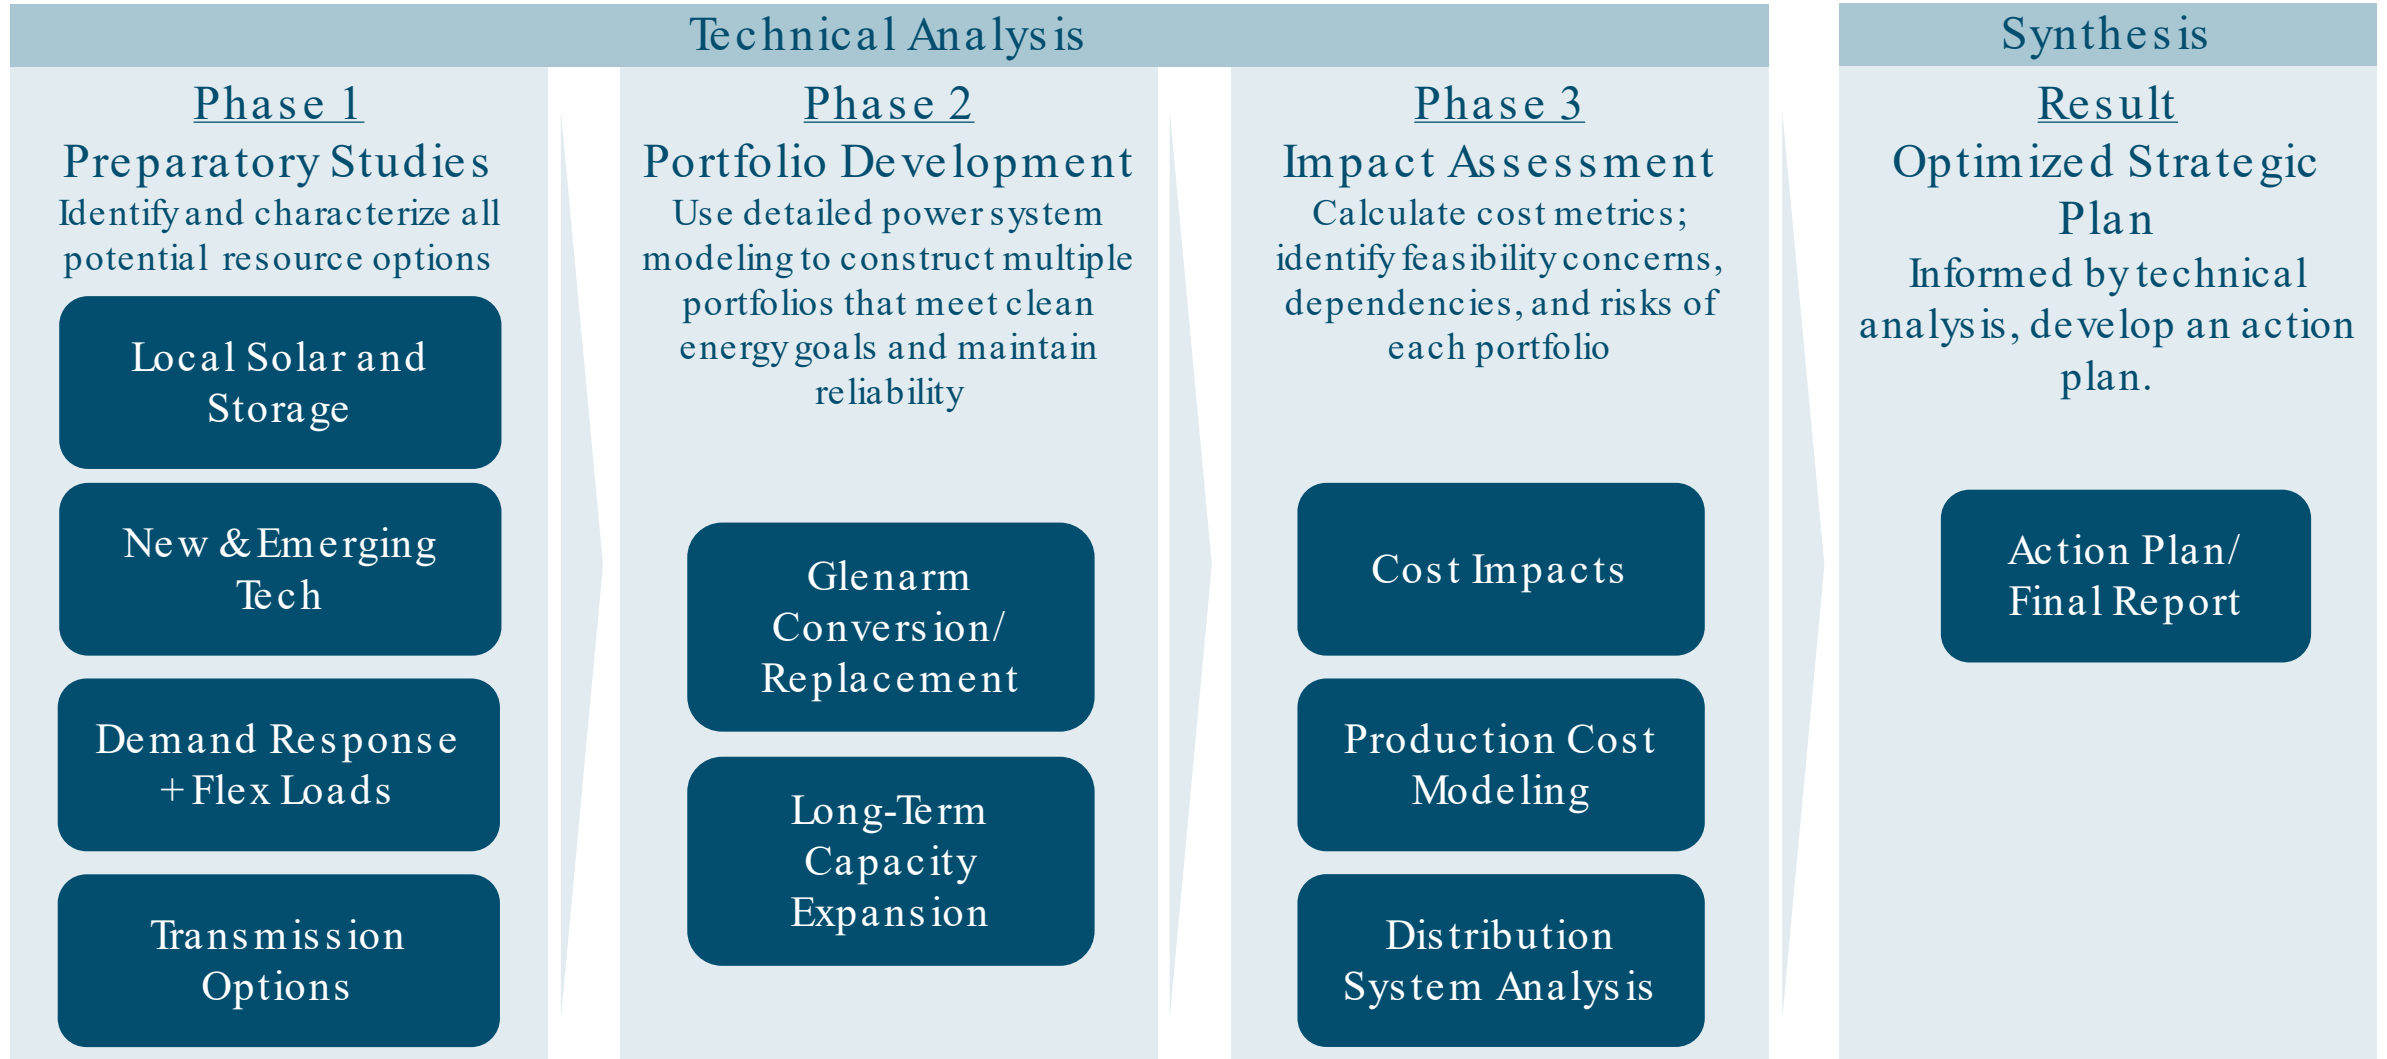 Technical Analysis
Synthesis
Phase 1
Preparatory Studies
Identify and characterize all
potential resource options
Local Solar and
Storage
New & Emerging
Tech
Demand Response
+ Flex Loads
Transmission
Options
Phase 2
Portfolio Development
Use detailed power system
modeling to construct multiple
portfolios that meet clean
energy goals and maintain
reliability
Glenarm
Conversion/
Replacement
Long-Term
Capacity
Expansion
Phase 3
Impact Assessment
Calculate cost metrics;
identify feasibility concerns,
dependencies, and risks of
each portfolio
Cost Impacts
Production Cost
Modeling
Distribution
System Analysis
Result
Optimized Strategic
Plan
Informed by technical
analysis, develop an action
plan.
Action Plan/
Final Report